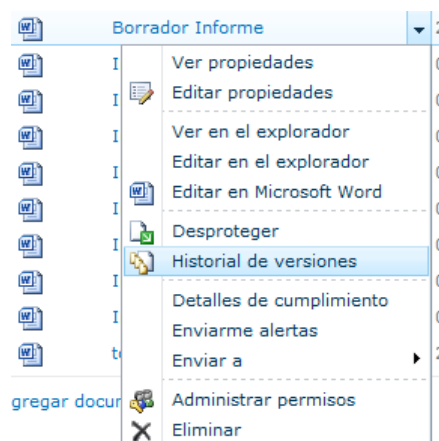 Borrador Informe
Ver propiedades
Editar propiedades
Ver en el explorador
Editar en el explorador
Editar en Microsoft Word
Desproteger
Historial de versiones
Detalles de cumplimiento
Enviarme alertas
Enviar a
gregar docu
Administrar permisos
Eliminar